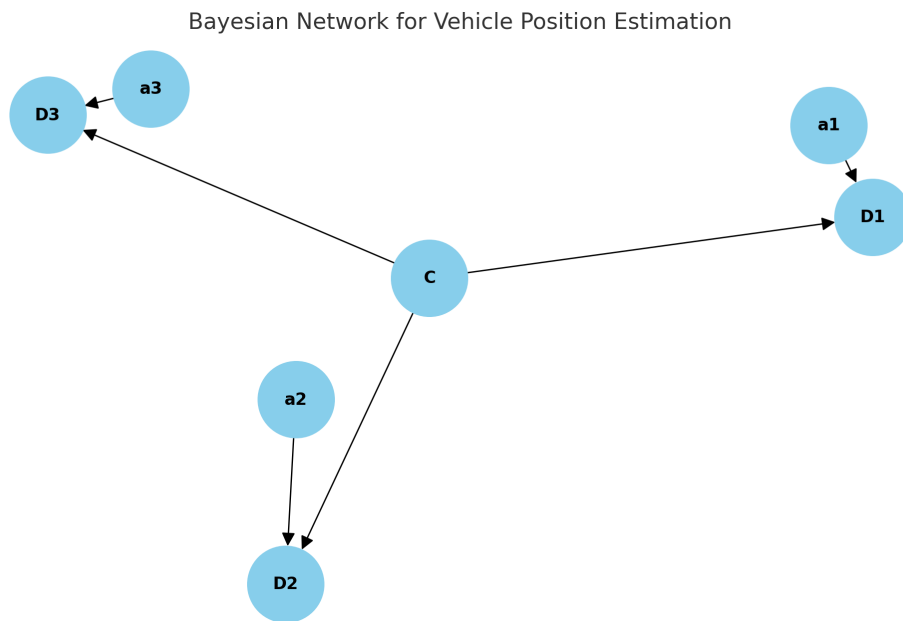 Bayesian Network for Vehicle Position Estimation
a3
D3
a1
D1
C
a2
D2